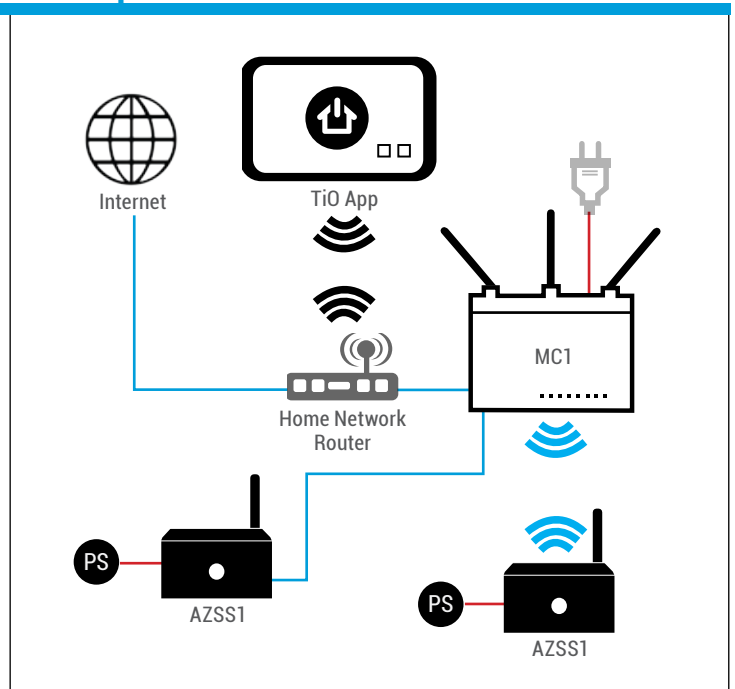 TiO App
Internet
MC1
Home Network
Router
PS
AZSS1
PS
AZSS1